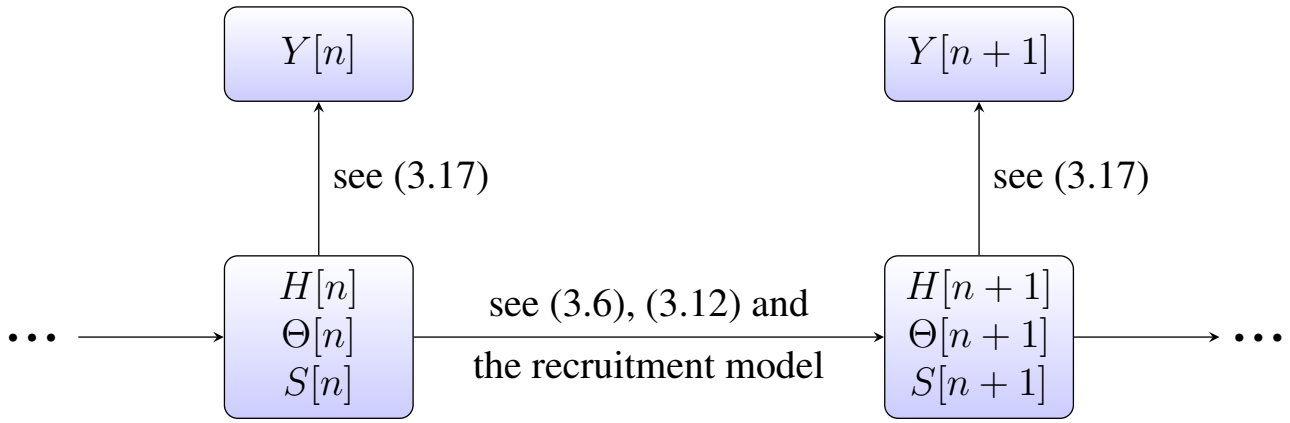 Y[n]
Y[n + 1]
see (3.17)
see (3.17)
H[n]
Θ[n]
S[n]
see (3.6), (3.12) and
the recruitment model
H[n + 1]
Θ[n + 1]
S[n + 1]
...
...